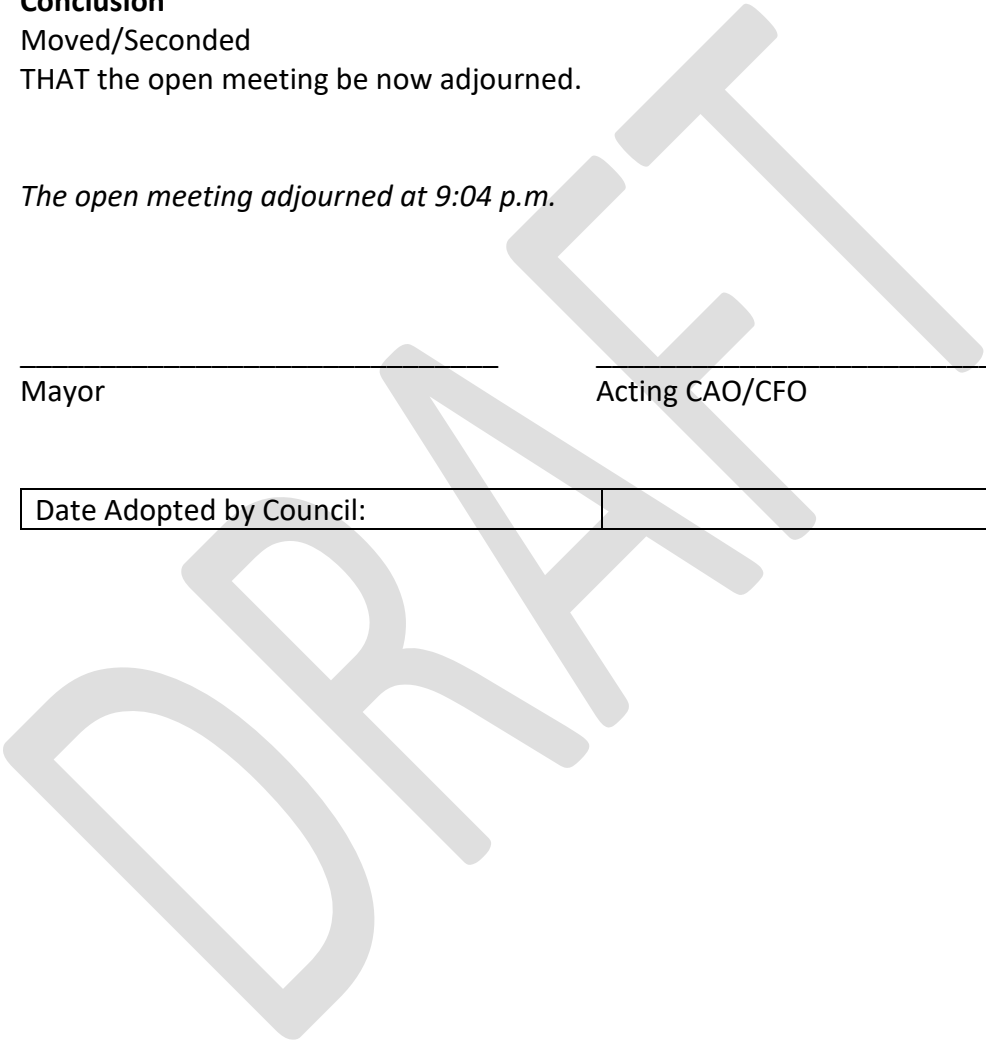 Conclusion
Moved/Seconded
THAT the open meeting be now adjourned.
The open meeting adjourned at 9:04 p.m.
Mayor Acting CAO/CFO
Date Adopted by Council:
DRAFT